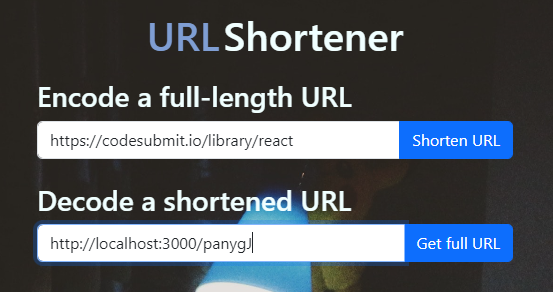 URL Shortener
Encode a full-length URL
https://codesubmit.io/library/react Shorten URL
Decode a shortened URL
http://localhost:3000/panygJ Get full URL